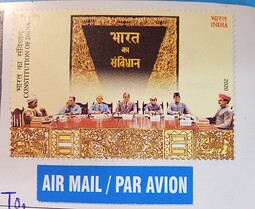 भारत का संविधान
CONSTITUTION OF INDIA
भारत
का
संविधान
भारत
INDIA
2020
AIR MAIL / PAR AVION
To,